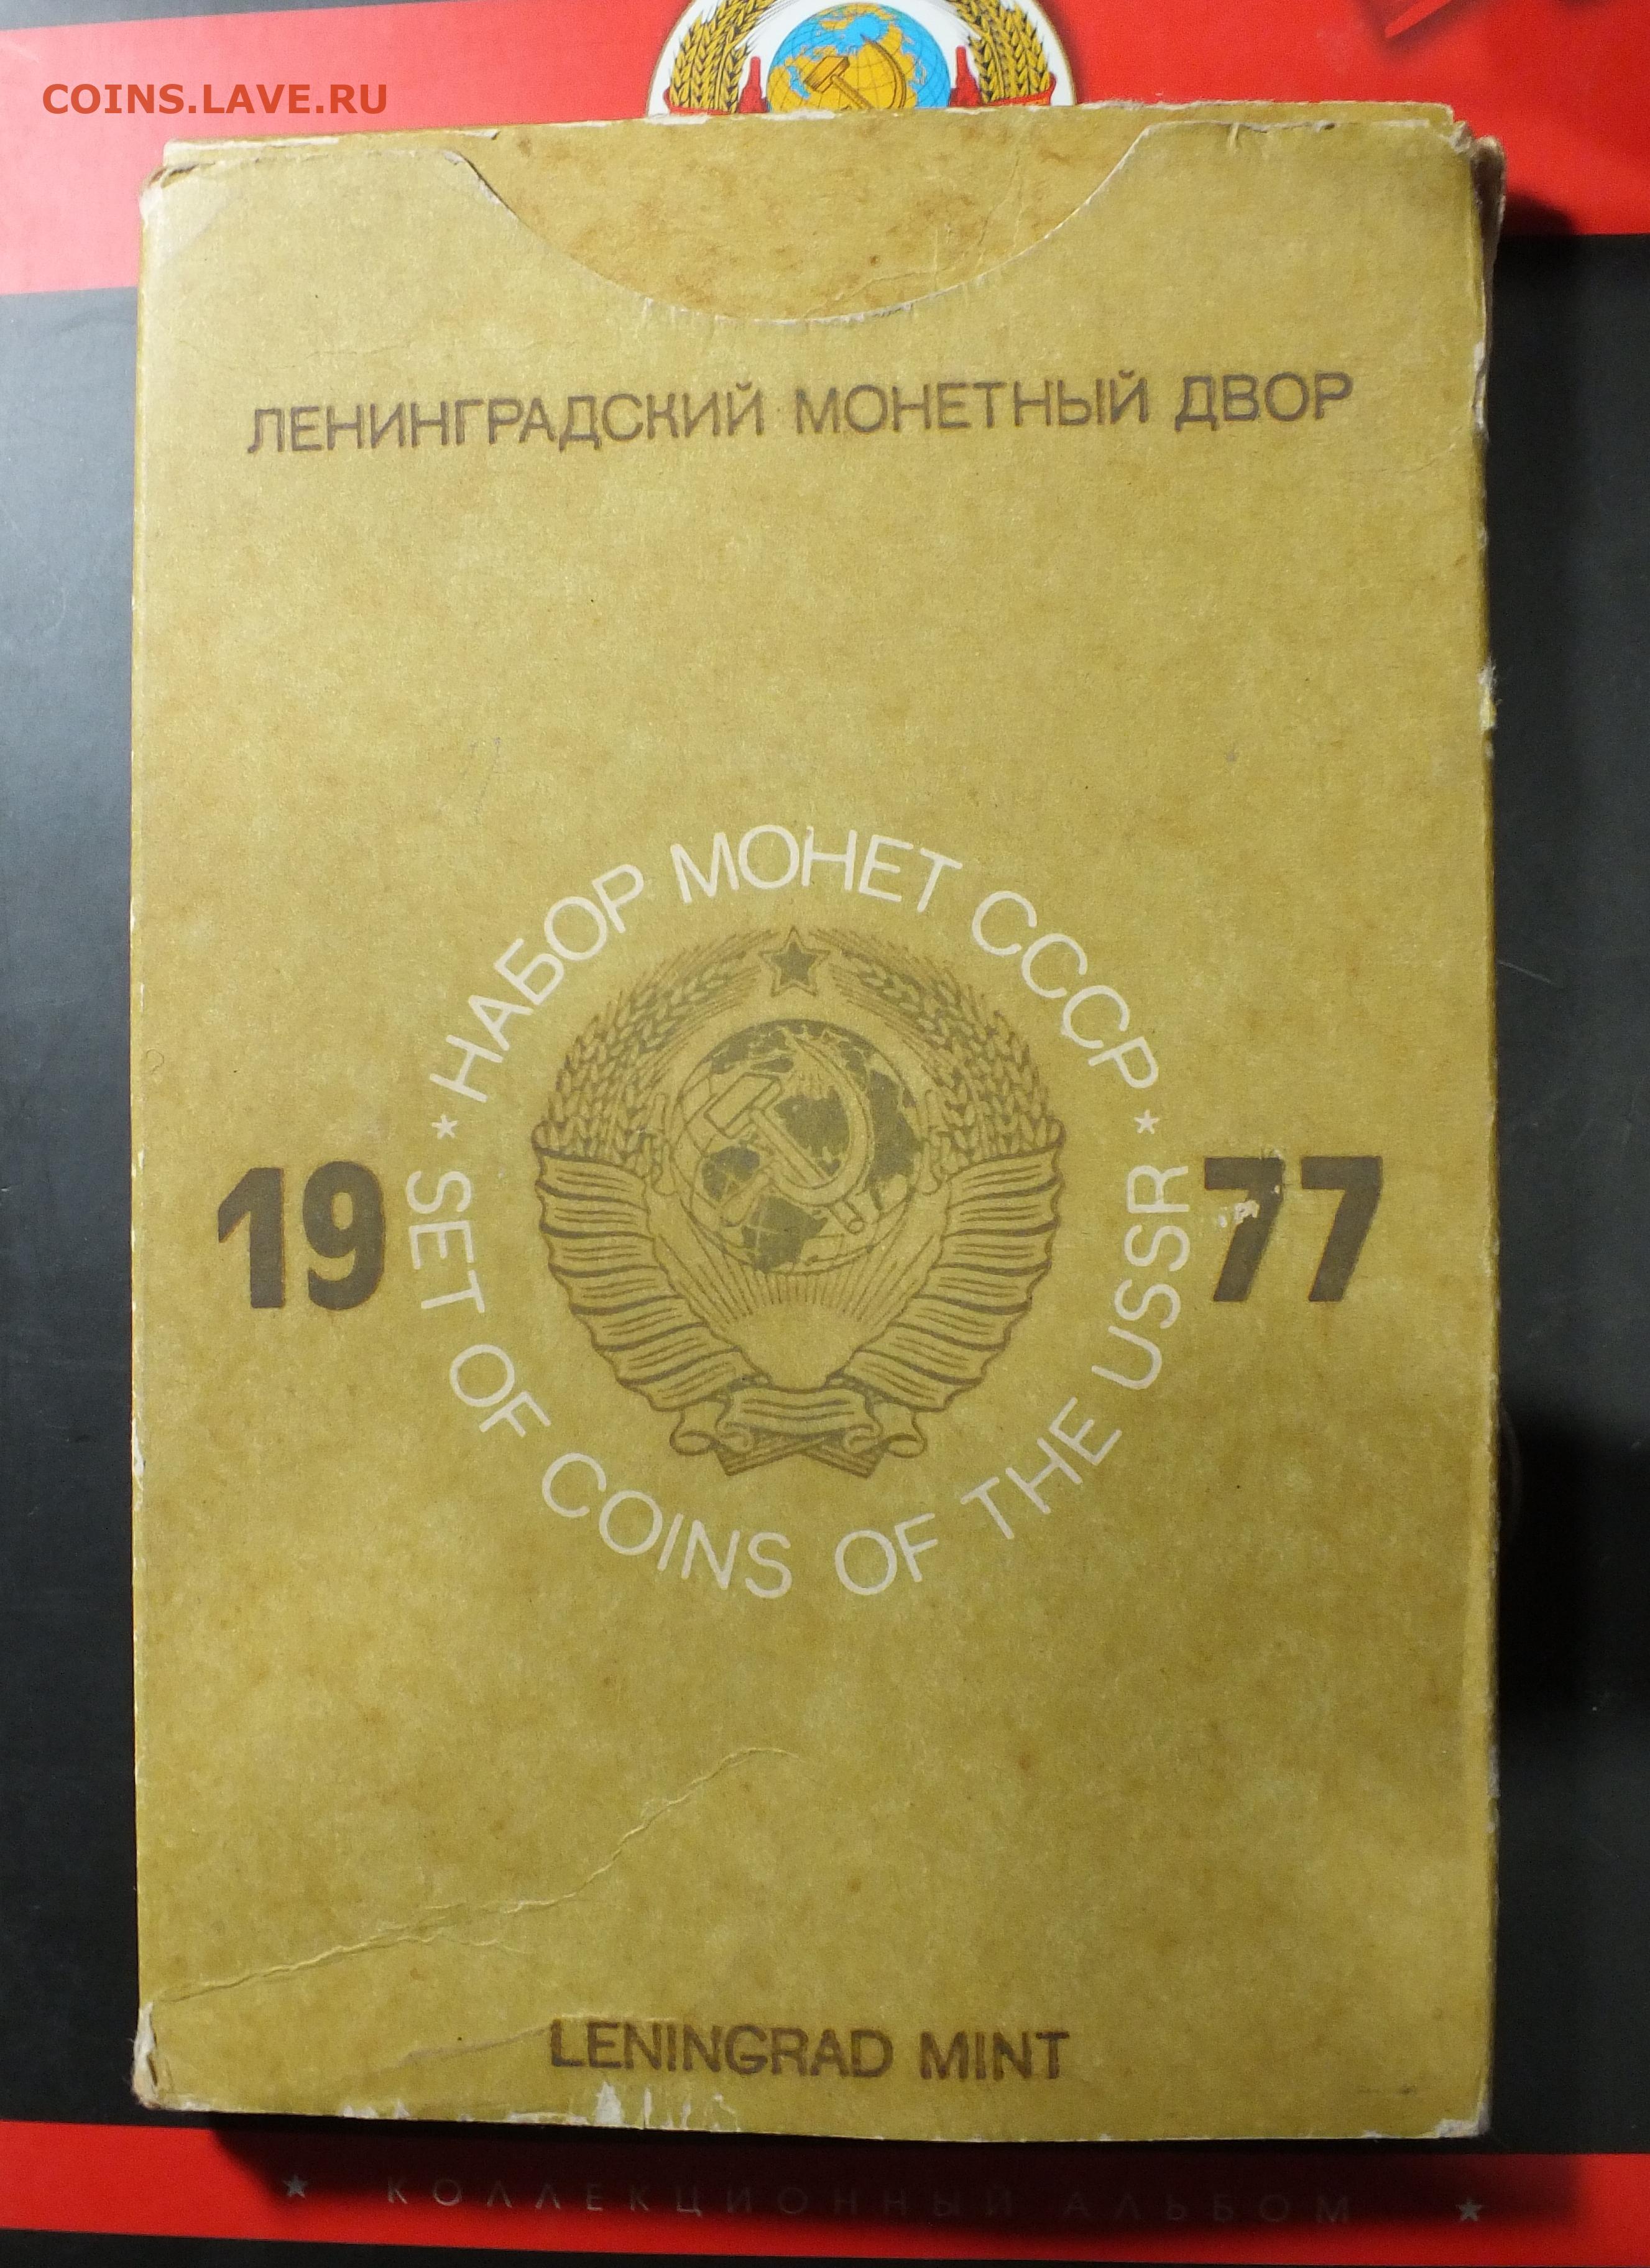 COINS.LAVE.RU
ЛЕНИНГРАДСКИЙ МОНЕТНЫЙ ДВОР
* НАБОР МОНЕТ СССР *
19 77
SET OF COINS OF THE USSR
LENINGRAD MINT
★ КОЛЛЕКЦИОННЫЙ АЛЬБОМ ★